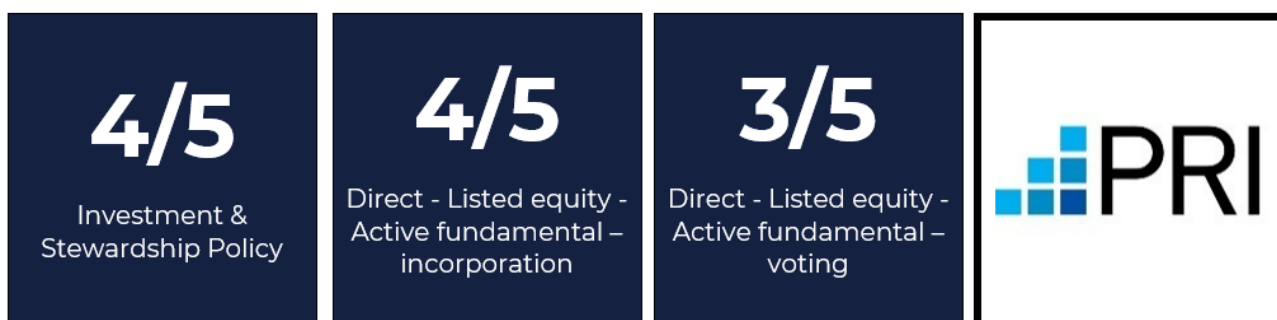 4/5
Investment &
Stewardship Policy
4/5
Direct - Listed equity -
Active fundamental –
incorporation
3/5
Direct - Listed equity -
Active fundamental –
voting
PRI